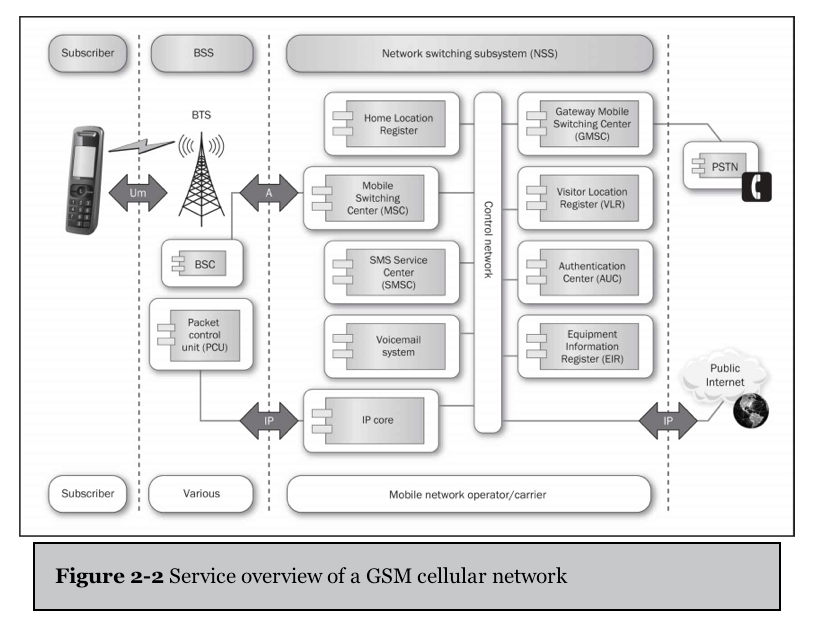 Subscriber
BSS
Network switching subsystem (NSS)
BTS
Home Location
Register
Gateway Mobile
Switching Center
(GMSC)
PSTN
Um
A
Mobile
Switching
Center (MSC)
Visitor Location
Register (VLR)
Control network
BSC
SMS Service
Center
(SMSC)
Authentication
Center (AUC)
Packet
control
unit (PCU)
Voicemail
system
Equipment
Information
Register (EIR)
Public
Internet
IP
IP core
IP
Subscriber
Various
Mobile network operator/carrier
Figure 2-2 Service overview of a GSM cellular network